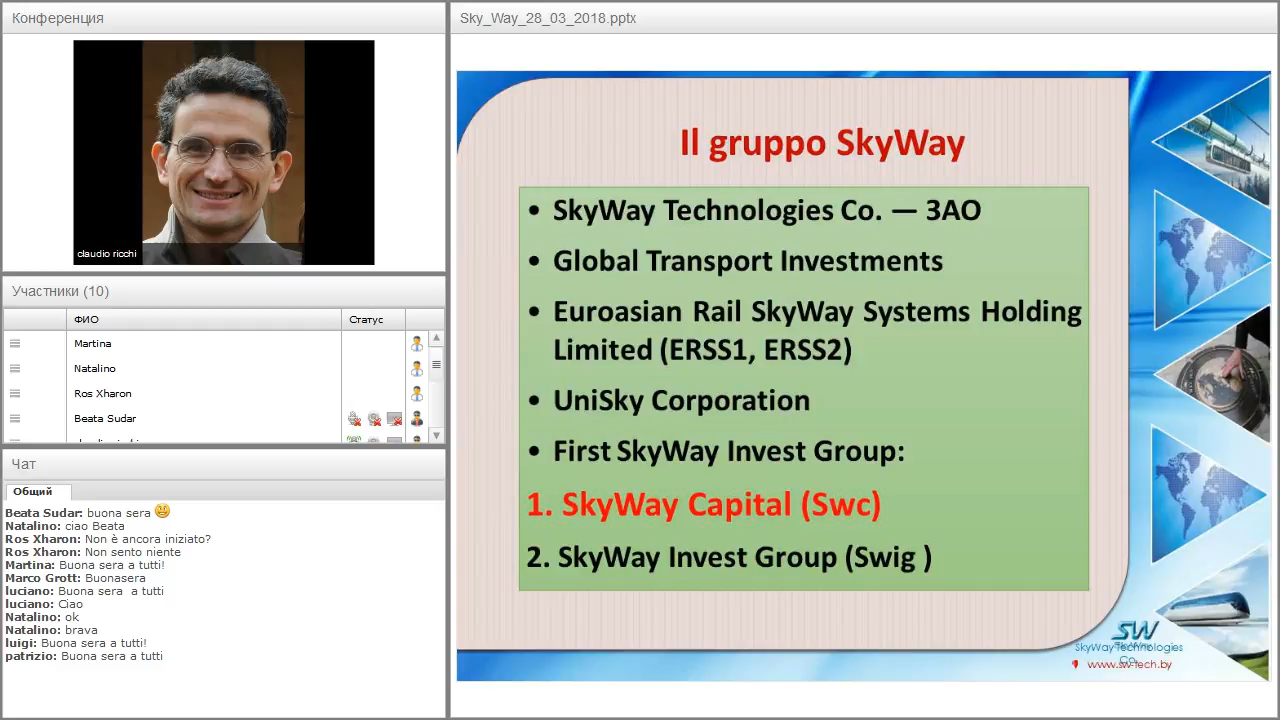 Конференция
claudio ricchi
Участники (10)
ФИО Статус
Martina
Natalino
Ros Xharon
Beata Sudar
Чат
Общий
Beata Sudar: buona sera
Natalino: ciao Beata
Ros Xharon: Non è ancora iniziato?
Ros Xharon: Non sento niente
Martina: Buona sera a tutti!
Marco Grott: Buonasera
luciano: Buona sera a tutti
luciano: Ciao
Natalino: ok
Natalino: brava
luigi: Buona sera a tutti!
patrizio: Buona sera a tutti
Sky_Way_28_03_2018.pptx
Il gruppo SkyWay
• SkyWay Technologies Co. — ЗАО
• Global Transport Investments
• Euroasian Rail SkyWay Systems Holding
Limited (ERSS1, ERSS2)
• UniSky Corporation
• First SkyWay Invest Group:
1. SkyWay Capital (Swc)
2. SkyWay Invest Group (Swig )
SW
SkyWay Technologies
Co.
www.sw-tech.by